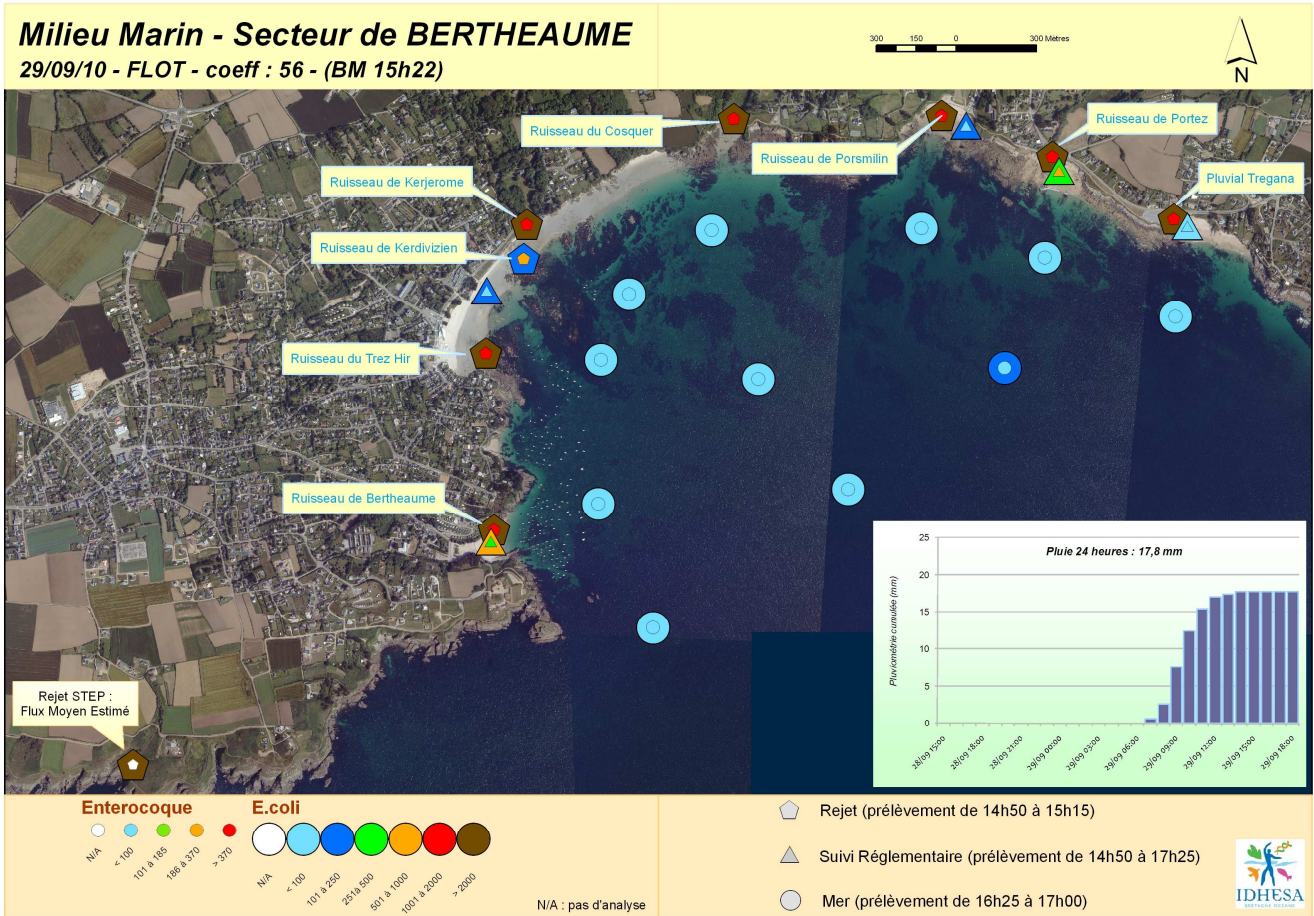 Milieu Marin - Secteur de BERTHEAUME
29/09/10 - FLOT - coeff : 56 - (BM 15h22)
300 150 0 300 Mètres
N
Ruisseau du Cosquer
Ruisseau de Porsmilin
Ruisseau de Portez
Pluvial Tregana
Ruisseau de Kerjerome
Ruisseau de Kerdivizien
Ruisseau du Trez Hir
Ruisseau de Bertheaume
Rejet STEP :
Flux Moyen Estimé
Pluie 24 heures : 17,8 mm
Pluviométrie cumulée (mm)
25
20
15
10
5
0
28/09 15:00
28/09 18:00
28/09 21:00
29/09 00:00
29/09 03:00
29/09 06:00
29/09 09:00
29/09 12:00
29/09 15:00
29/09 18:00
Enterocoque
N/A
< 100
101 à 185
186 à 370
> 370
E.coli
N/A
< 100
101 à 250
251à 500
501 à 1000
1001 à 2000
> 2000
N/A : pas d'analyse
Rejet (prélèvement de 14h50 à 15h15)
Suivi Réglementaire (prélèvement de 14h50 à 17h25)
Mer (prélèvement de 16h25 à 17h00)
IDHESA
BRETAGNE OCEANE